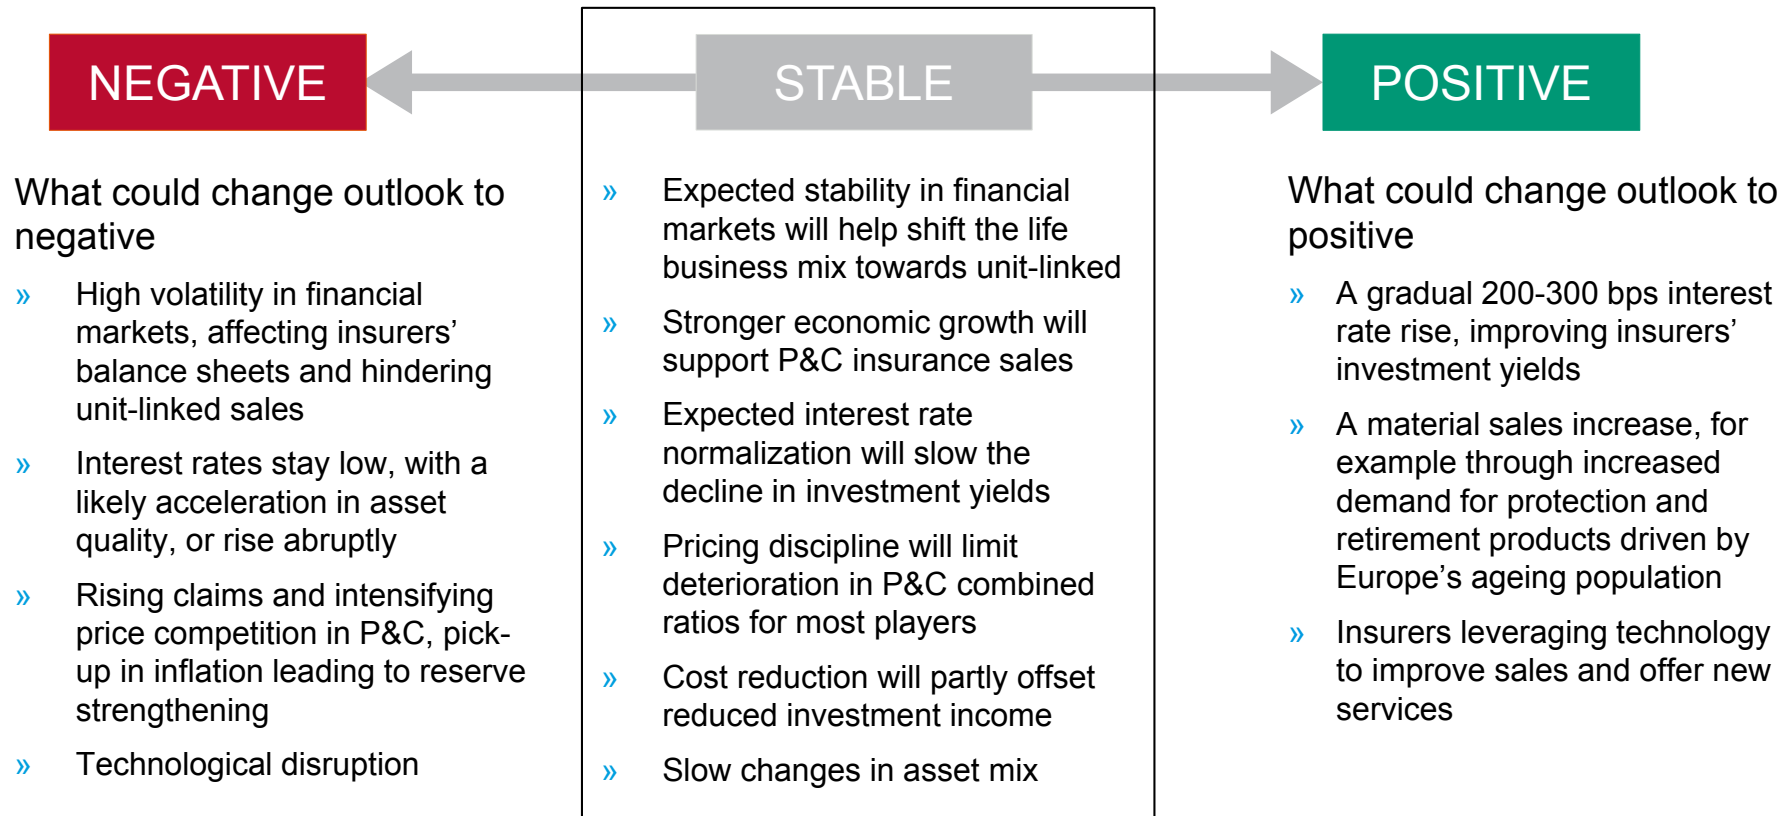 NEGATIVE
STABLE
POSITIVE
What could change outlook to
negative
» High volatility in financial
markets, affecting insurers’
balance sheets and hindering
unit-linked sales
» Interest rates stay low, with a
likely acceleration in asset
quality, or rise abruptly
» Rising claims and intensifying
price competition in P&C, pick-
up in inflation leading to reserve
strengthening
» Technological disruption
» Expected stability in financial
markets will help shift the life
business mix towards unit-linked
» Stronger economic growth will
support P&C insurance sales
» Expected interest rate
normalization will slow the
decline in investment yields
» Pricing discipline will limit
deterioration in P&C combined
ratios for most players
» Cost reduction will partly offset
reduced investment income
» Slow changes in asset mix
What could change outlook to
positive
» A gradual 200-300 bps interest
rate rise, improving insurers’
investment yields
» A material sales increase, for
example through increased
demand for protection and
retirement products driven by
Europe’s ageing population
» Insurers leveraging technology
to improve sales and offer new
services